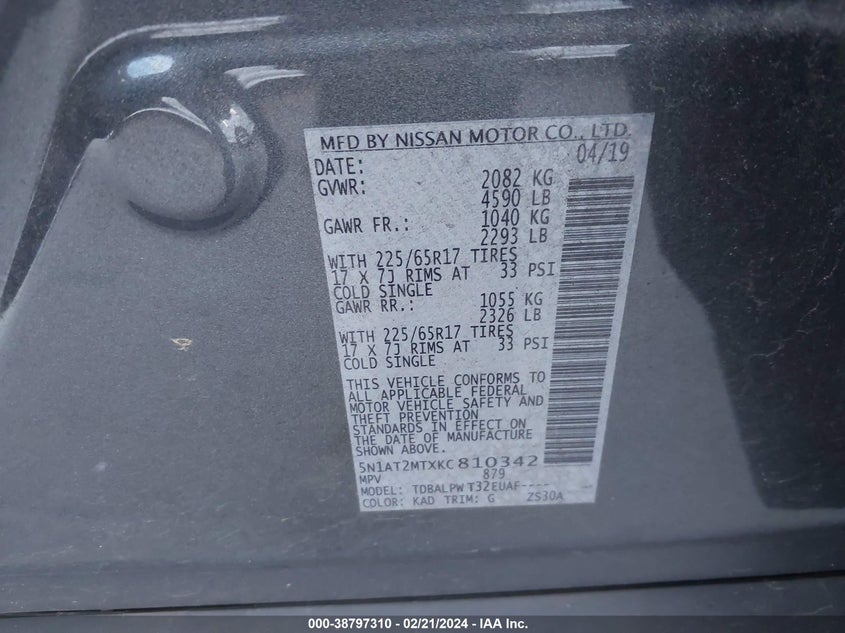 MFD BY NISSAN MOTOR CO., LTD.
DATE: 04/19
GVWR: 2082 KG
4590 LB
GAWR FR.: 1040 KG
2293 LB
WITH 225/65R17 TIRES
17 X 7J RIMS AT 33 PSI
COLD SINGLE
GAWR RR.: 1055 KG
2326 LB
WITH 225/65R17 TIRES
17 X 7J RIMS AT 33 PSI
COLD SINGLE
THIS VEHICLE CONFORMS TO
ALL APPLICABLE FEDERAL
MOTOR VEHICLE SAFETY AND
THEFT PREVENTION
STANDARDS IN EFFECT ON
THE DATE OF MANUFACTURE
SHOWN ABOVE.
5N1AT2MTXKC810342
MPV 879
MODEL: TDBALPW T32EUAF----
COLOR: KAD TRIM: G ZS30A
000-38797310 - 02/21/2024 - IAA Inc.